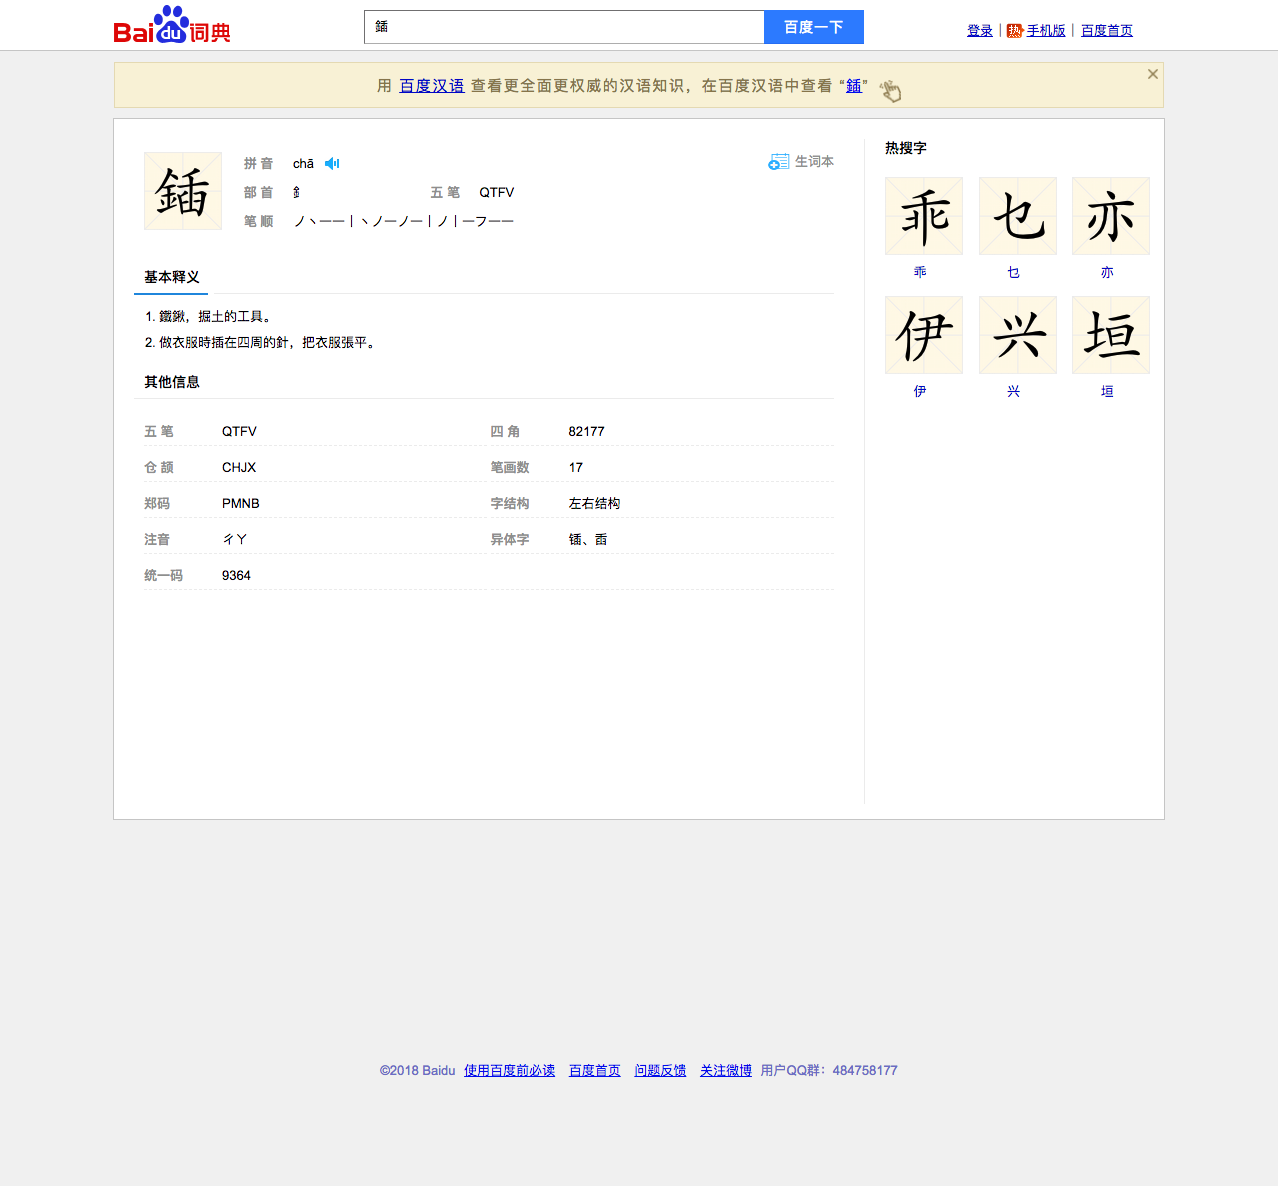 Bai du 词典
鍤
百度一下
登录 | 热 手机版 | 百度首页
用 百度汉语 查看更全面更权威的汉语知识，在百度汉语中查看 “鍤”
鍤
拼 音 chā
生词本
部 首 釒 五 笔 QTFV
笔 顺 ノ丶一一丨丶ノ一ノ一丨ノ丨一フ一一
基本释义
1. 鐵鍬，掘土的工具。
2. 做衣服時插在四周的針，把衣服張平。
其他信息
五 笔 QTFV 四 角 82177
仓 颉 CHJX 笔画数 17
郑码 PMNB 字结构 左右结构
注音 ㄔㄚ 异体字 锸、臿
统一码 9364
热搜字
乖 乜 亦
乖 乜 亦
伊 兴 垣
伊 兴 垣
©2018 Baidu 使用百度前必读 百度首页 问题反馈 关注微博 用户QQ群：484758177